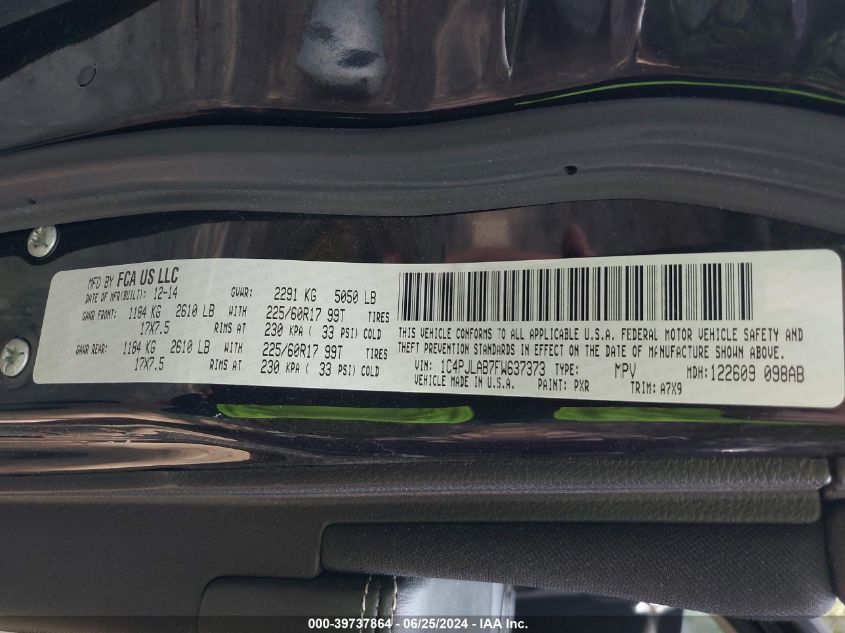 MFD BY FCA US LLC
DATE OF MFR(BUILT): 12-14 GVWR: 2291 KG 5050 LB
GAWR FRONT: 1184 KG 2610 LB WITH 225/60R17 99T TIRES
17X7.5 RIMS AT 230 KPA ( 33 PSI) COLD
GAWR REAR: 1184 KG 2610 LB WITH 225/60R17 99T TIRES
17X7.5 RIMS AT 230 KPA ( 33 PSI) COLD
THIS VEHICLE CONFORMS TO ALL APPLICABLE U.S.A. FEDERAL MOTOR VEHICLE SAFETY AND
THEFT PREVENTION STANDARDS IN EFFECT ON THE DATE OF MANUFACTURE SHOWN ABOVE.
VIN: 1C4PJLAB7FW637373 TYPE: MPV MDH: 122609 098AB
VEHICLE MADE IN U.S.A. PAINT: PXR TRIM: A7X9
000-39737864 / 06/25/2024 / IAA Inc.